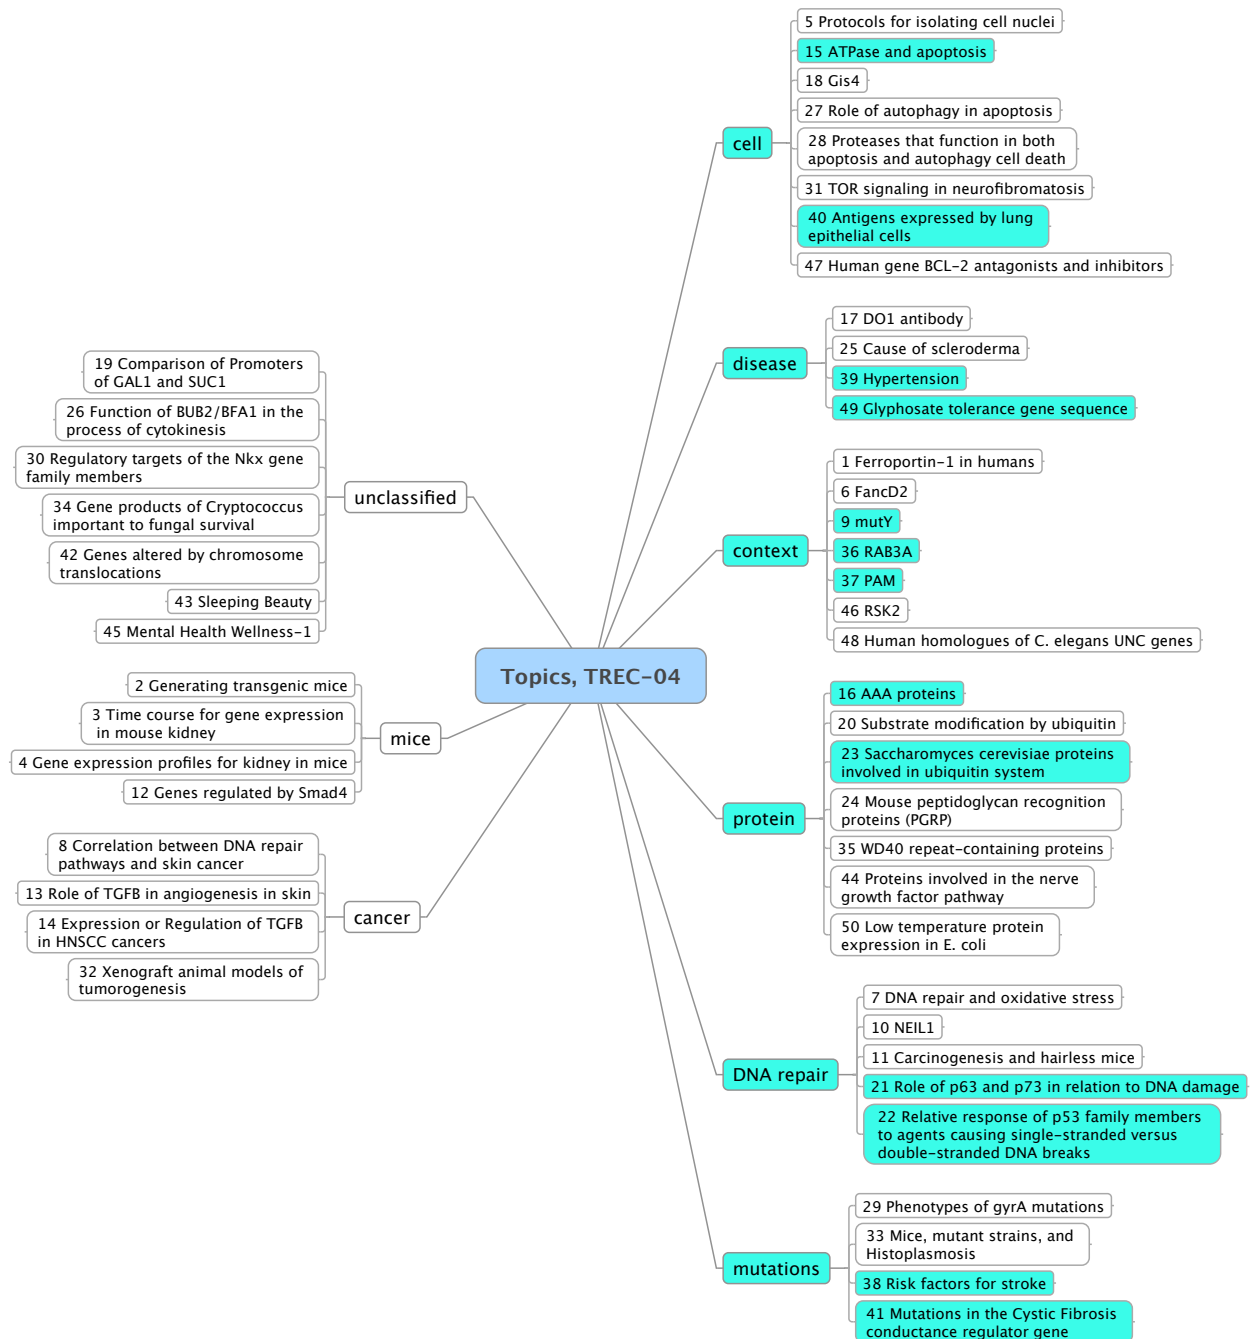 Topics, TREC-04
cell
5 Protocols for isolating cell nuclei
15 ATPase and apoptosis
18 Gis4
27 Role of autophagy in apoptosis
28 Proteases that function in both
apoptosis and autophagy cell death
31 TOR signaling in neurofibromatosis
40 Antigens expressed by lung
epithelial cells
47 Human gene BCL-2 antagonists and inhibitors
disease
17 DO1 antibody
25 Cause of scleroderma
39 Hypertension
49 Glyphosate tolerance gene sequence
context
1 Ferroportin-1 in humans
6 FancD2
9 mutY
36 RAB3A
37 PAM
46 RSK2
48 Human homologues of C. elegans UNC genes
protein
16 AAA proteins
20 Substrate modification by ubiquitin
23 Saccharomyces cerevisiae proteins
involved in ubiquitin system
24 Mouse peptidoglycan recognition
proteins (PGRP)
35 WD40 repeat-containing proteins
44 Proteins involved in the nerve
growth factor pathway
50 Low temperature protein
expression in E. coli
DNA repair
7 DNA repair and oxidative stress
10 NEIL1
11 Carcinogenesis and hairless mice
21 Role of p63 and p73 in relation to DNA damage
22 Relative response of p53 family members
to agents causing single-stranded versus
double-stranded DNA breaks
mutations
29 Phenotypes of gyrA mutations
33 Mice, mutant strains, and
Histoplasmosis
38 Risk factors for stroke
41 Mutations in the Cystic Fibrosis
conductance regulator gene
unclassified
19 Comparison of Promoters
of GAL1 and SUC1
26 Function of BUB2/BFA1 in the
process of cytokinesis
30 Regulatory targets of the Nkx gene
family members
34 Gene products of Cryptococcus
important to fungal survival
42 Genes altered by chromosome
translocations
43 Sleeping Beauty
45 Mental Health Wellness-1
mice
2 Generating transgenic mice
3 Time course for gene expression
in mouse kidney
4 Gene expression profiles for kidney in mice
12 Genes regulated by Smad4
cancer
8 Correlation between DNA repair
pathways and skin cancer
13 Role of TGFB in angiogenesis in skin
14 Expression or Regulation of TGFB
in HNSCC cancers
32 Xenograft animal models of
tumorogenesis